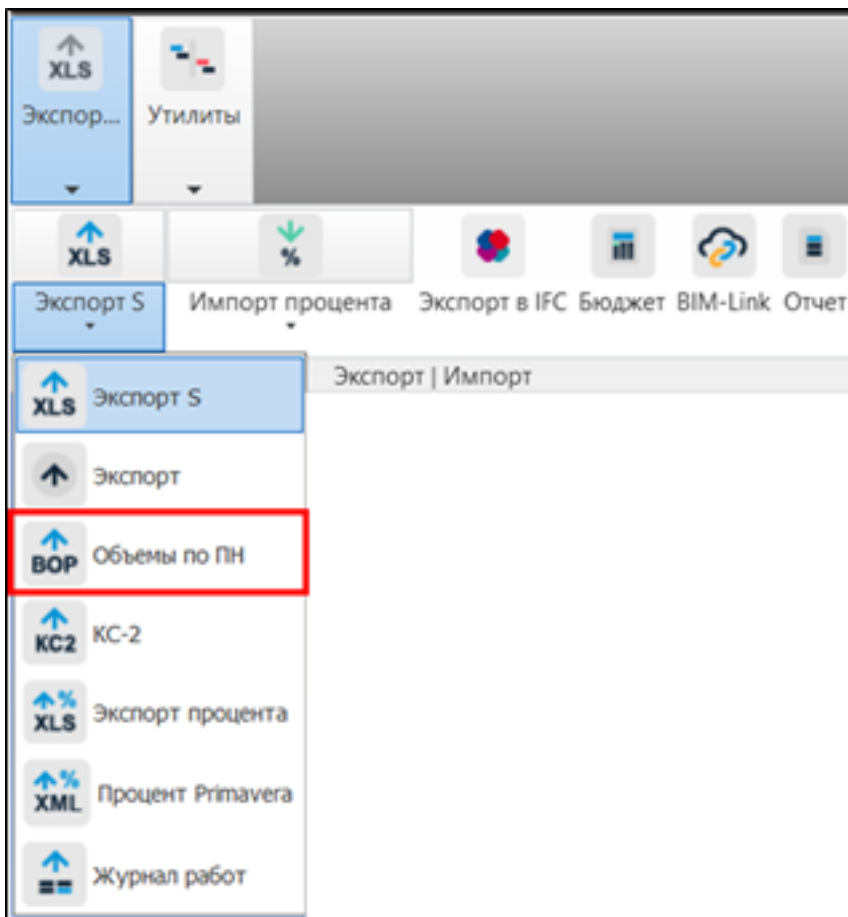 XLS
Экспор... Утилиты
XLS %
Экспорт S Импорт процента Экспорт в IFC Бюджет BIM-Link Отчет
Экспорт | Импорт
XLS Экспорт S
Экспорт
BOP Объемы по ПН
КС2 КС-2
% XLS Экспорт процента
% XML Процент Primavera
Журнал работ